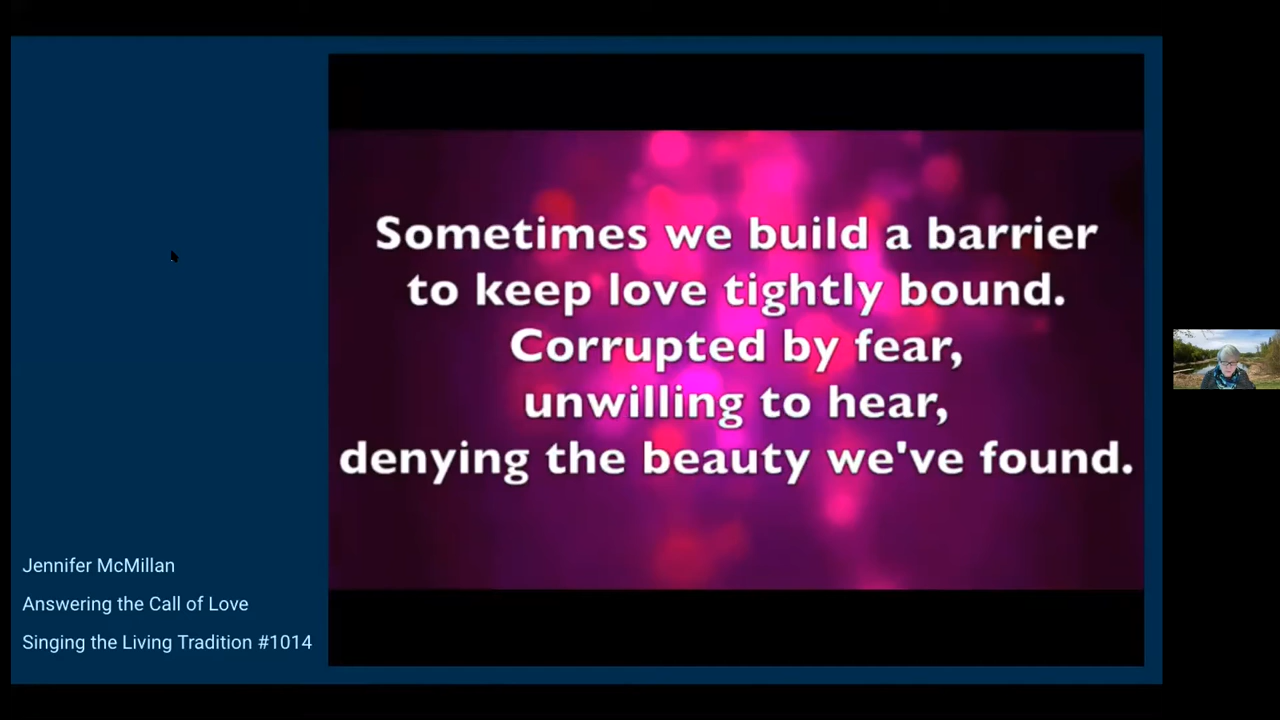 Sometimes we build a barrier
to keep love tightly bound.
Corrupted by fear,
unwilling to hear,
denying the beauty we've found.
Jennifer McMillan
Answering the Call of Love
Singing the Living Tradition #1014